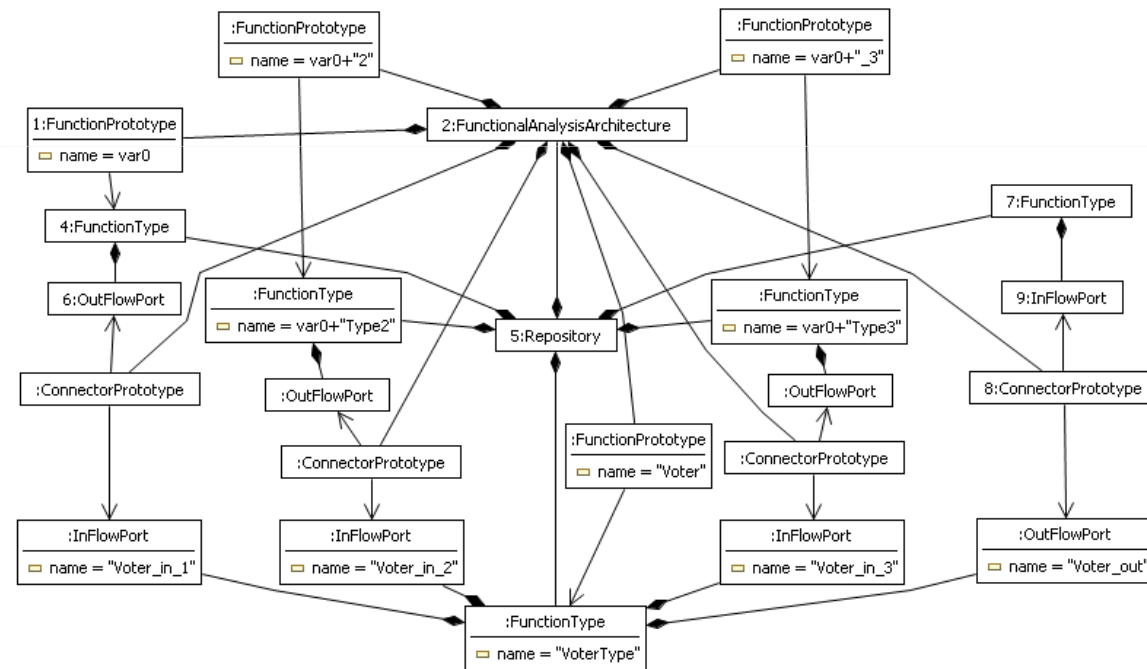 :FunctionPrototype
name = var0+"2"
:FunctionPrototype
name = var0+"_3"
1:FunctionPrototype
name = var0
2:FunctionalAnalysisArchitecture
4:FunctionType
7:FunctionType
6:OutFlowPort
:FunctionType
name = var0+"Type2"
5:Repository
:FunctionType
name = var0+"Type3"
9:InFlowPort
:ConnectorPrototype
:OutFlowPort
:OutFlowPort
8:ConnectorPrototype
:ConnectorPrototype
:FunctionPrototype
name = "Voter"
:ConnectorPrototype
:InFlowPort
name = "Voter_in_1"
:InFlowPort
name = "Voter_in_2"
:InFlowPort
name = "Voter_in_3"
:OutFlowPort
name = "Voter_out"
:FunctionType
name = "VoterType"